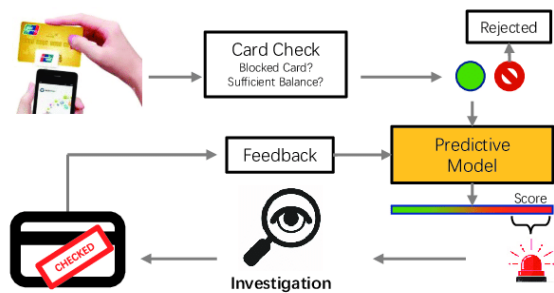 Card Check
Blocked Card?
Sufficient Balance?
Rejected
Predictive
Model
Feedback
Score
CHECKED
Investigation